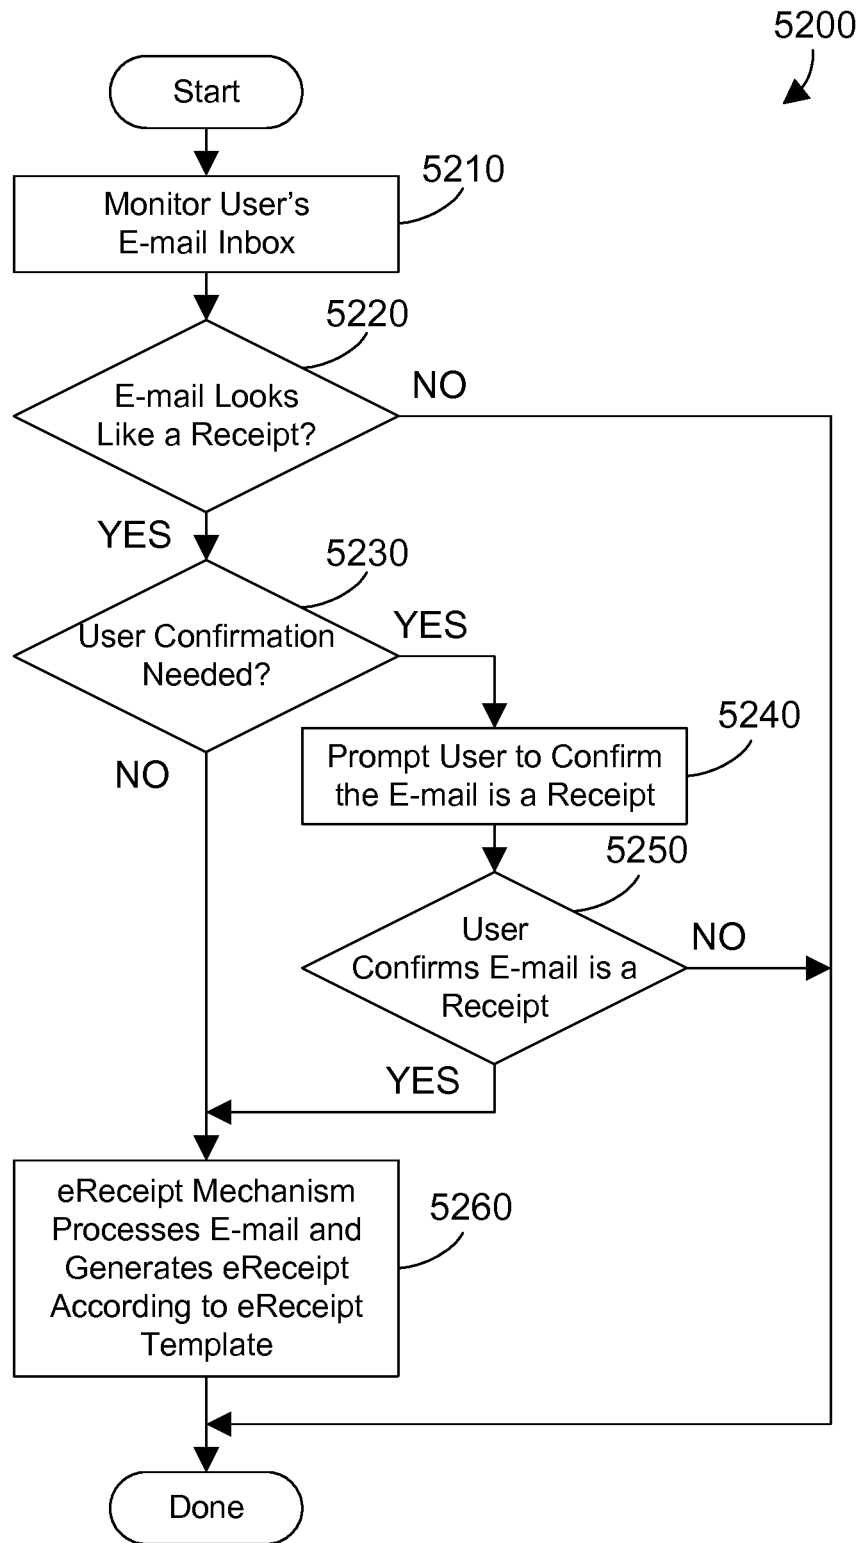 5200
Start
5210
Monitor User's
E-mail Inbox
5220
E-mail Looks
Like a Receipt?
NO
YES
5230
User Confirmation
Needed?
YES
NO
5240
Prompt User to Confirm
the E-mail is a Receipt
5250
User
Confirms E-mail is a
Receipt
NO
YES
eReceipt Mechanism
Processes E-mail and
Generates eReceipt
According to eReceipt
Template
5260
Done